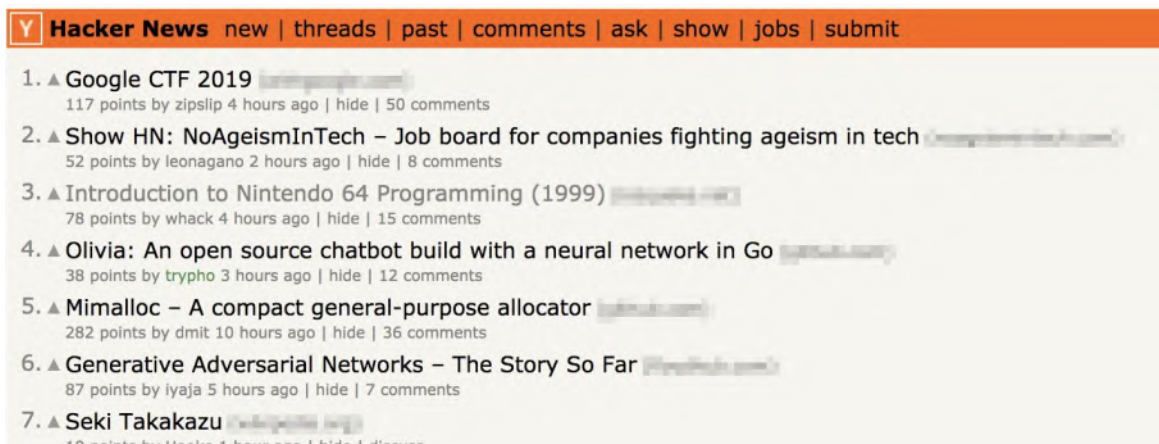 Y Hacker News new | threads | past | comments | ask | show | jobs | submit
1. ▲ Google CTF 2019
117 points by zipslip 4 hours ago | hide | 50 comments
2. ▲ Show HN: NoAgeismInTech – Job board for companies fighting ageism in tech
52 points by leonagano 2 hours ago | hide | 8 comments
3. ▲ Introduction to Nintendo 64 Programming (1999)
78 points by whack 4 hours ago | hide | 15 comments
4. ▲ Olivia: An open source chatbot build with a neural network in Go
38 points by trypho 3 hours ago | hide | 12 comments
5. ▲ Mimalloc – A compact general-purpose allocator
282 points by dmit 10 hours ago | hide | 36 comments
6. ▲ Generative Adversarial Networks – The Story So Far
87 points by iyaja 5 hours ago | hide | 7 comments
7. ▲ Seki Takakazu